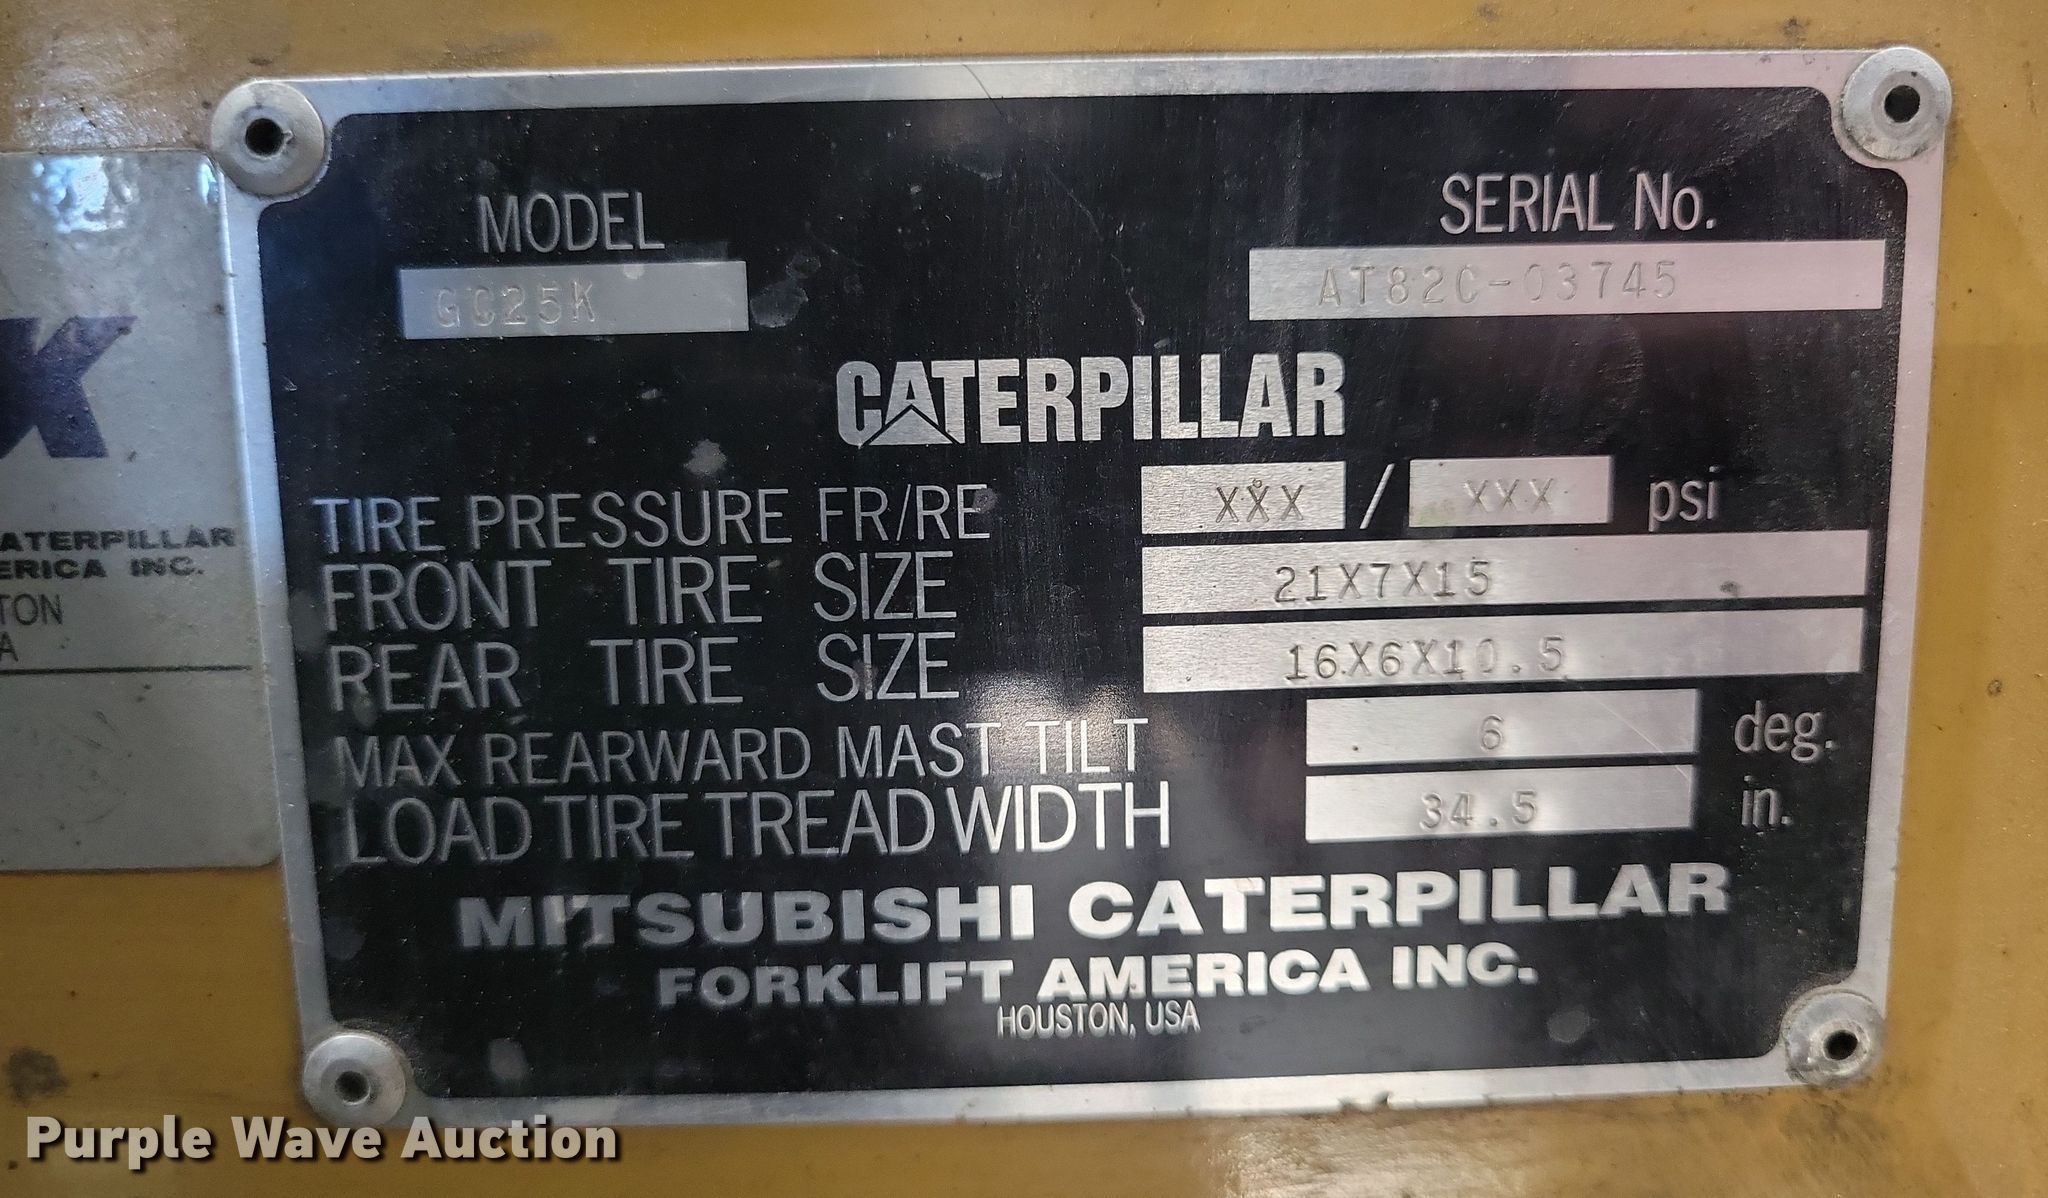 MODEL
GC25K
SERIAL No.
AT82C-03745
CATERPILLAR
TIRE PRESSURE FR/RE XXX / XXX psi
FRONT TIRE SIZE 21X7X15
REAR TIRE SIZE 16X6X10.5
MAX REARWARD MAST TILT 6 deg.
LOAD TIRE TREAD WIDTH 34.5 in.
MITSUBISHI CATERPILLAR
FORKLIFT AMERICA INC.
HOUSTON, USA
K
ATERPILLAR
ERICA INC.
TON
A
Purple Wave Auction